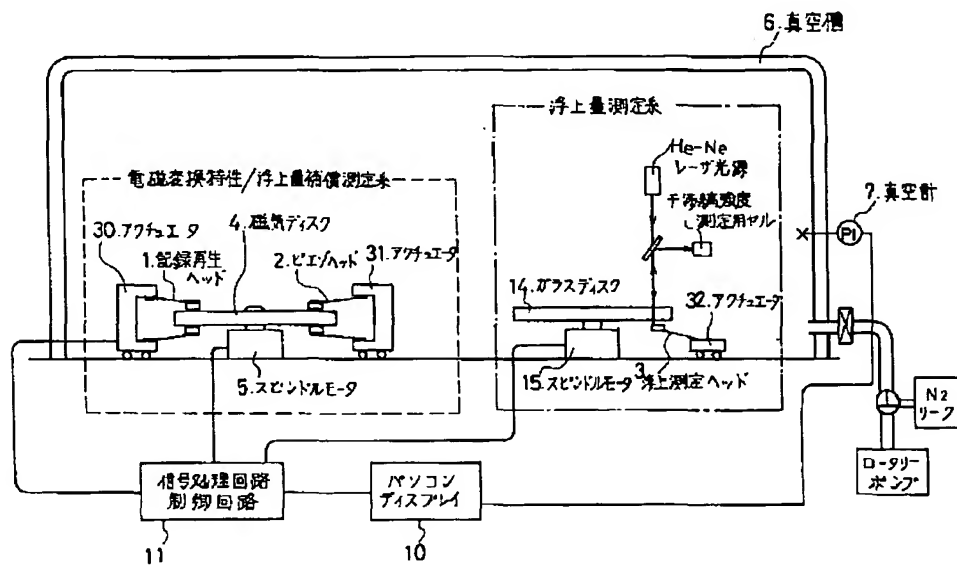 6.真空槽
浮上量測定系
He-Ne
レーザ光源
干渉縞強度
測定用セル
7.真空計
PI
電磁変換特性/浮上量補償測定系
30.アクチュエータ
4.磁気ディスク
1.記録再生
ヘッド
2.ピエゾヘッド
31.アクチュエータ
14.ガラスディスク
32.アクチュエータ
5.スピンドルモータ
15.スピンドルモータ
3.浮上測定ヘッド
N2
リーク
ロータリー
ポンプ
信号処理回路
制御回路
パソコン
ディスプレイ
11
10